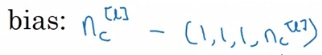 bias: n_c^[l] - (1,1,1,n_c^[l])